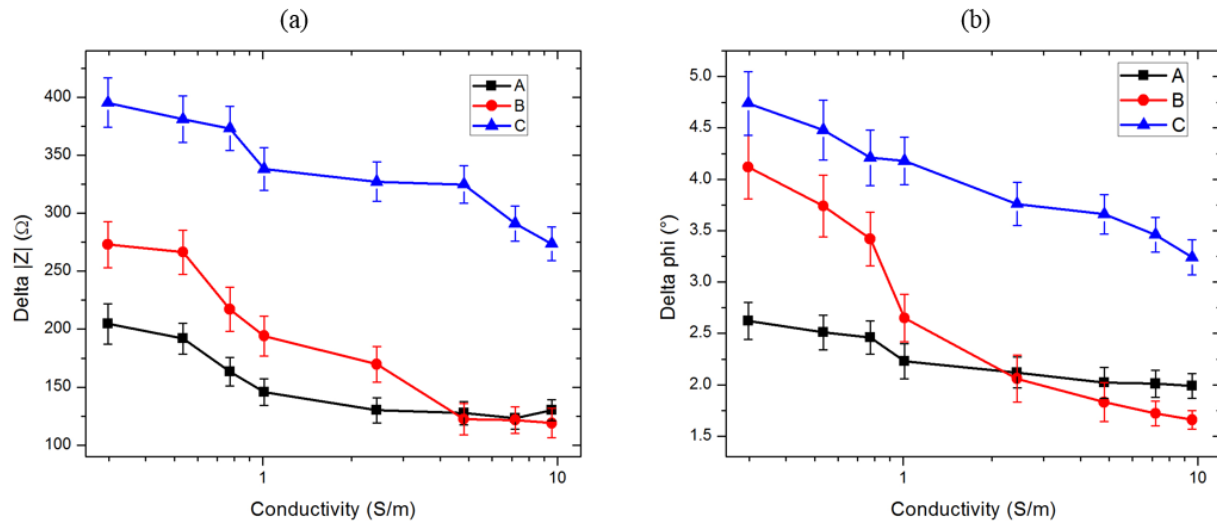 (a)
400
350
300
250
200
150
100
Delta |Z| (Ω)
A
B
C
1
10
Conductivity (S/m)
(b)
5.0
4.5
4.0
3.5
3.0
2.5
2.0
1.5
Delta phi (°)
A
B
C
1
10
Conductivity (S/m)